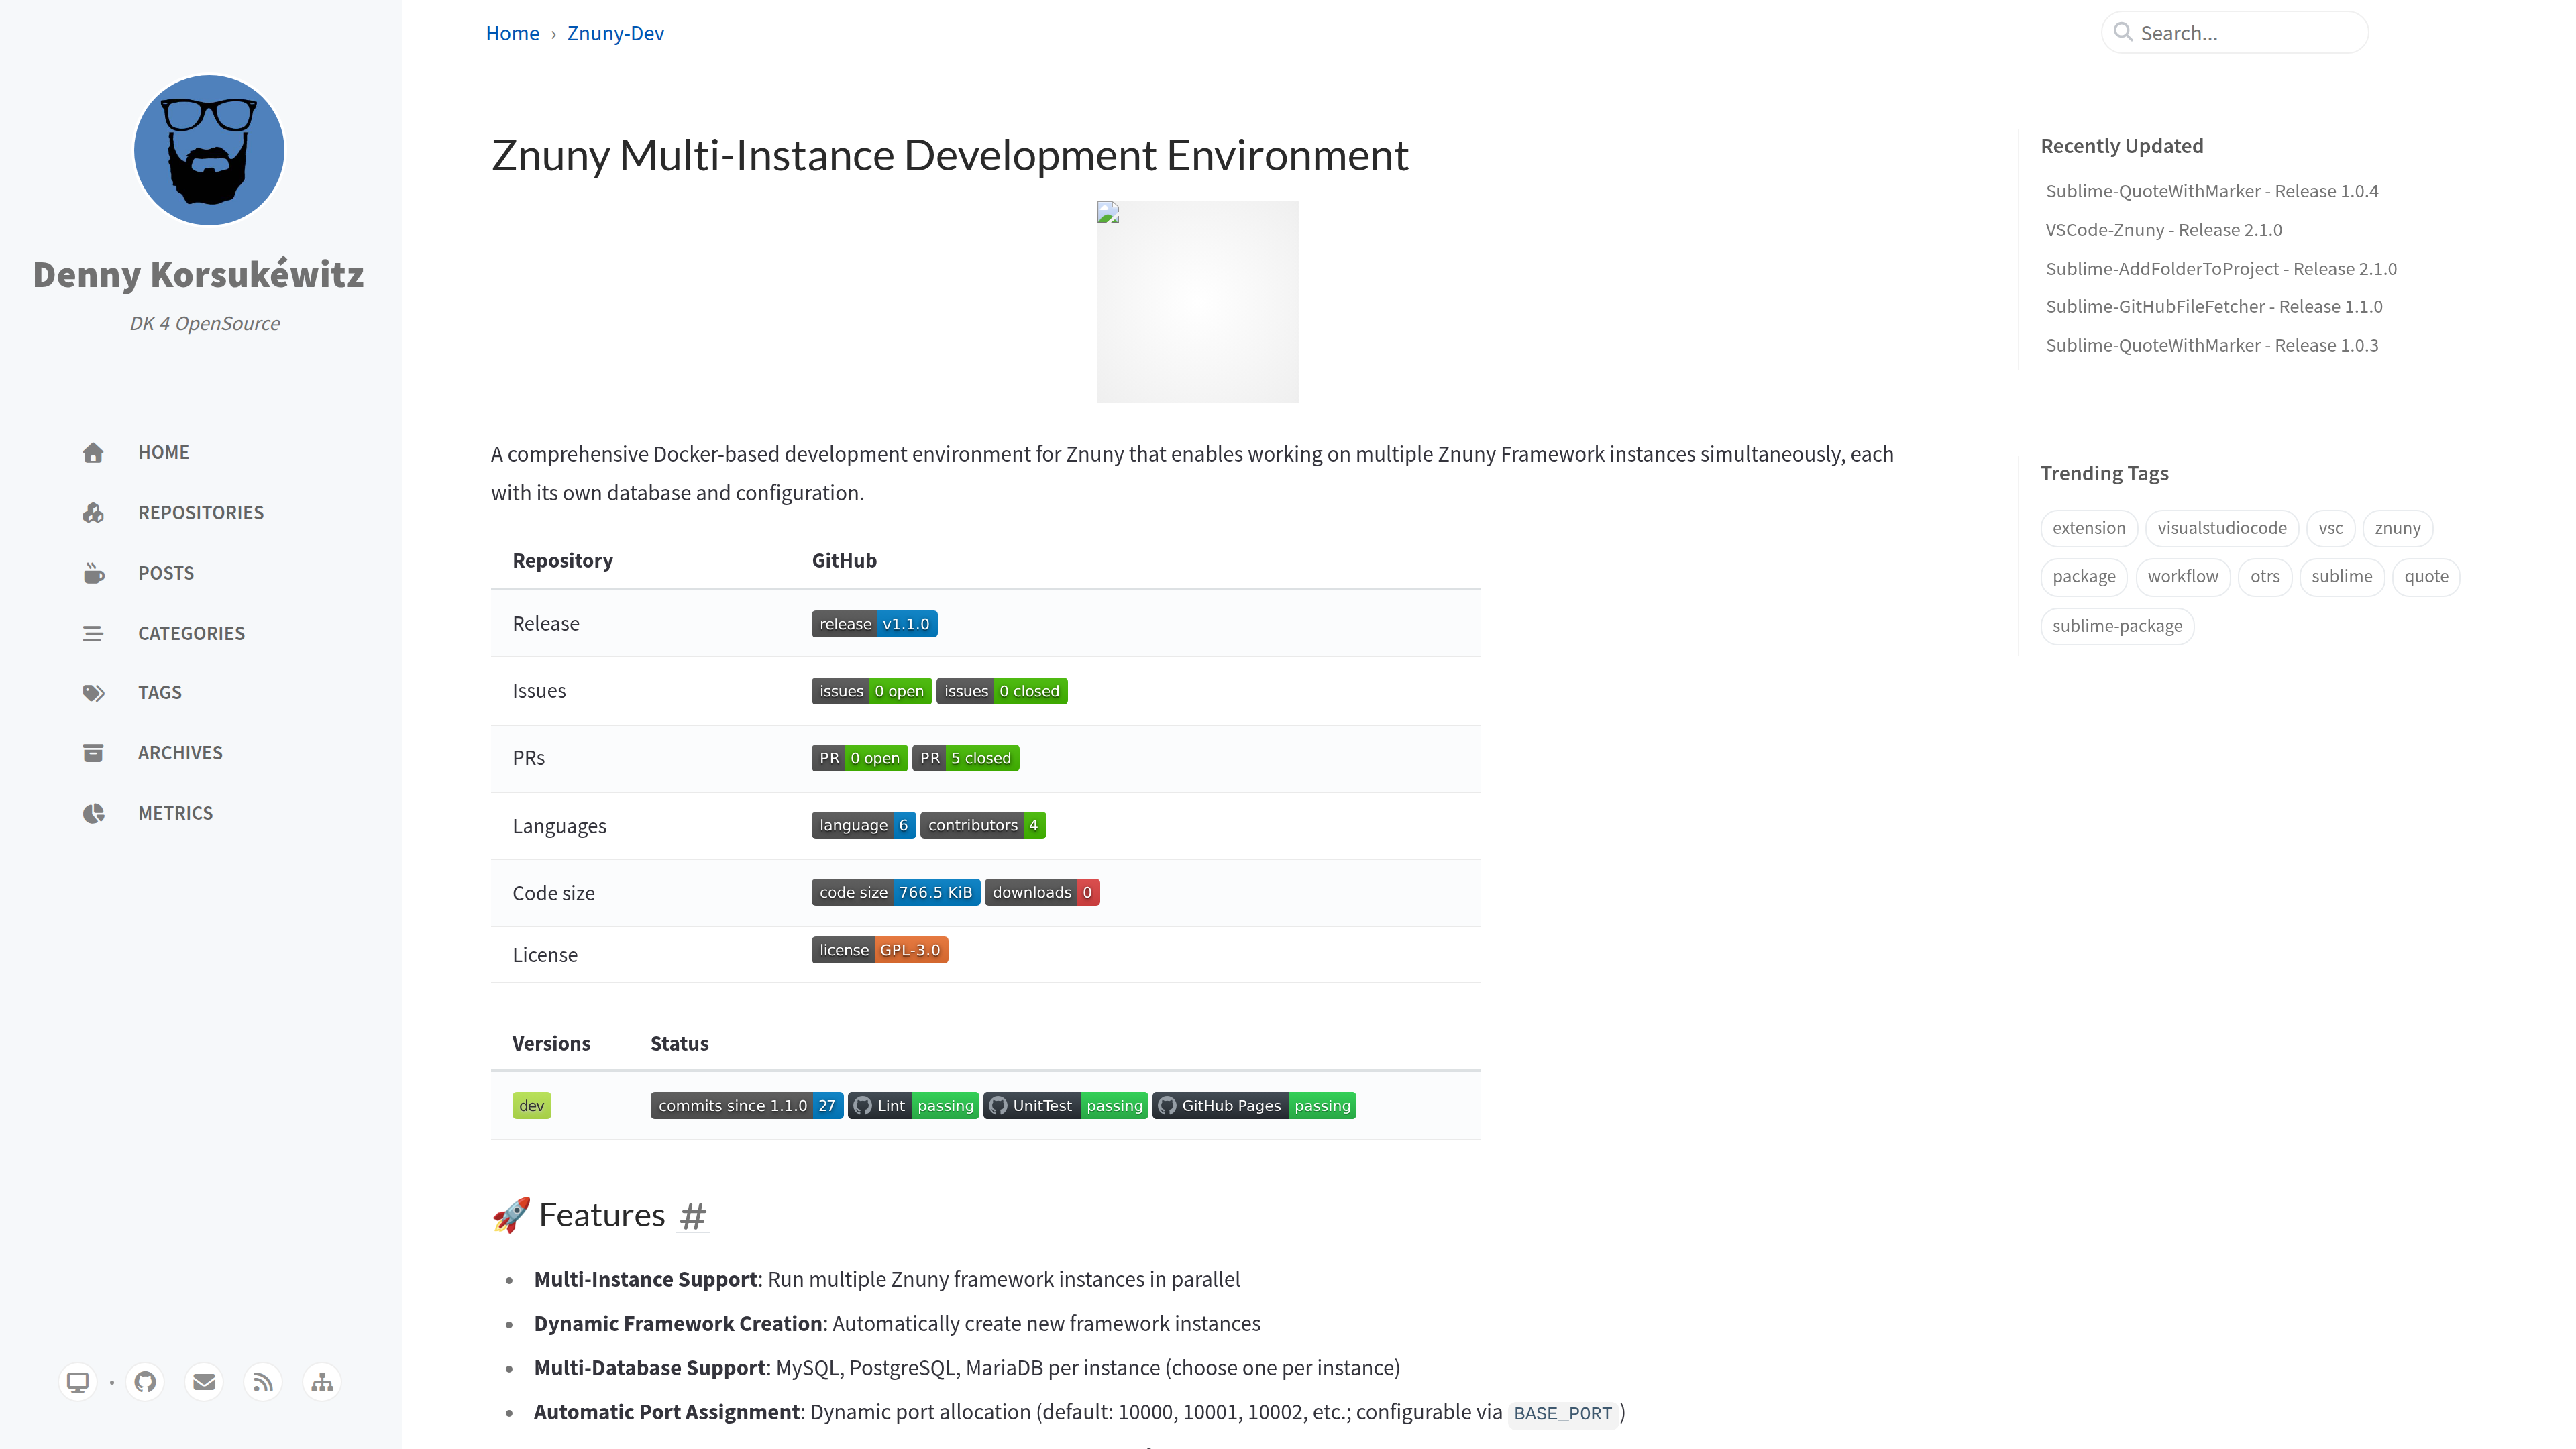 Denny Korsukéwitz
DK 4 OpenSource
HOME
REPOSITORIES
POSTS
CATEGORIES
TAGS
ARCHIVES
METRICS
Home › Znuny-Dev
Search...
Znuny Multi-Instance Development Environment
A comprehensive Docker-based development environment for Znuny that enables working on multiple Znuny Framework instances simultaneously, each
with its own database and configuration.
Repository GitHub
Release release v1.1.0
Issues issues 0 open issues 0 closed
PRs PR 0 open PR 5 closed
Languages language 6 contributors 4
Code size code size 766.5 KiB downloads 0
License license GPL-3.0
Versions Status
dev commits since 1.1.0 27 Lint passing UnitTest passing GitHub Pages passing
🚀 Features #
• Multi-Instance Support: Run multiple Znuny framework instances in parallel
• Dynamic Framework Creation: Automatically create new framework instances
• Multi-Database Support: MySQL, PostgreSQL, MariaDB per instance (choose one per instance)
• Automatic Port Assignment: Dynamic port allocation (default: 10000, 10001, 10002, etc.; configurable via BASE_PORT)
Recently Updated
Sublime-QuoteWithMarker - Release 1.0.4
VSCode-Znuny - Release 2.1.0
Sublime-AddFolderToProject - Release 2.1.0
Sublime-GitHubFileFetcher - Release 1.1.0
Sublime-QuoteWithMarker - Release 1.0.3
Trending Tags
extension visualstudiocode vsc znuny
package workflow otrs sublime quote
sublime-package